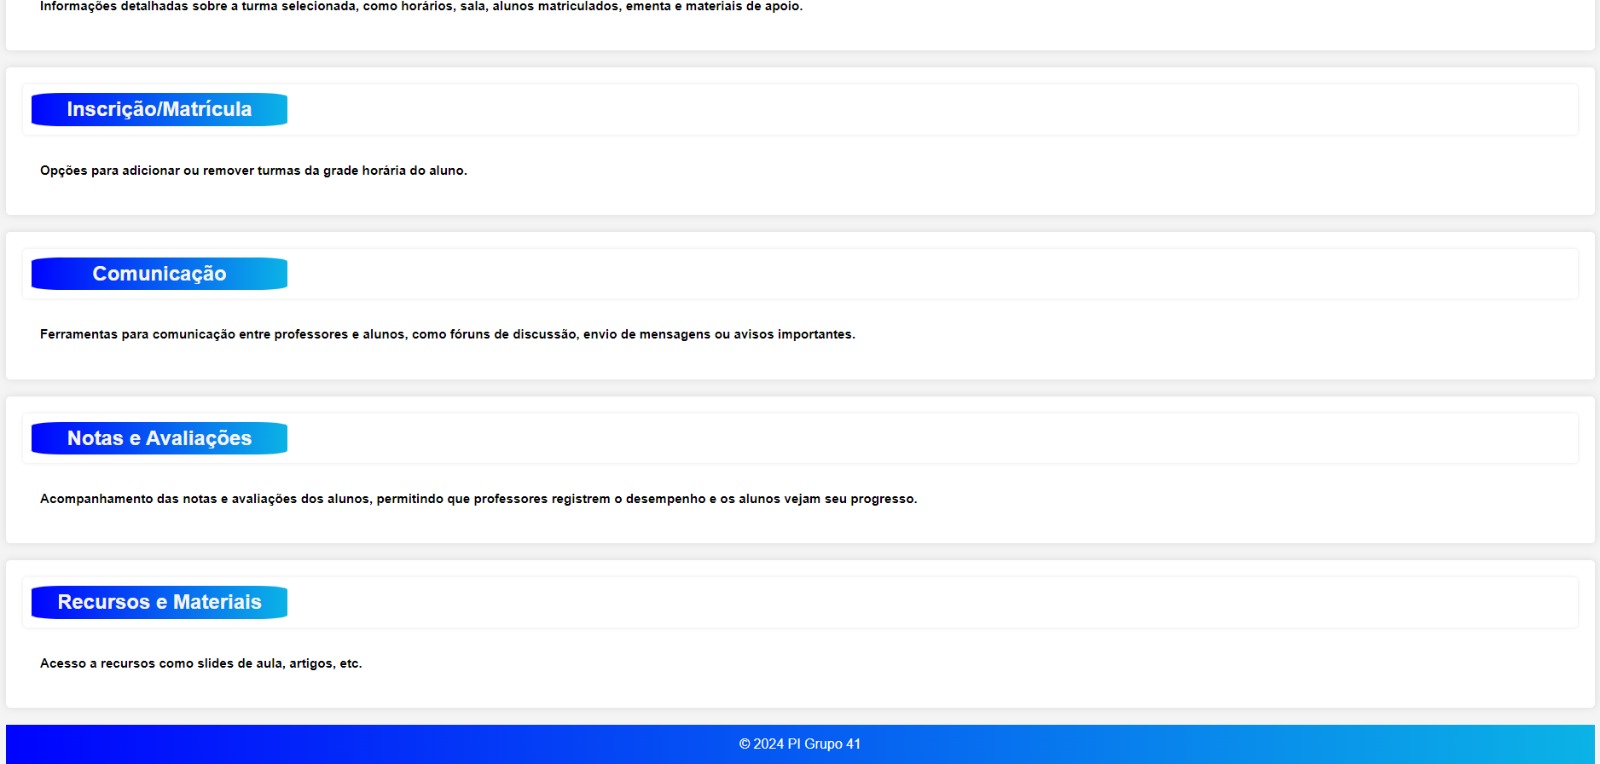 Informações detalhadas sobre a turma selecionada, como horários, sala, alunos matriculados, ementa e materiais de apoio.
Inscrição/Matrícula
Opções para adicionar ou remover turmas da grade horária do aluno.
Comunicação
Ferramentas para comunicação entre professores e alunos, como fóruns de discussão, envio de mensagens ou avisos importantes.
Notas e Avaliações
Acompanhamento das notas e avaliações dos alunos, permitindo que professores registrem o desempenho e os alunos vejam seu progresso.
Recursos e Materiais
Acesso a recursos como slides de aula, artigos, etc.
© 2024 PI Grupo 41